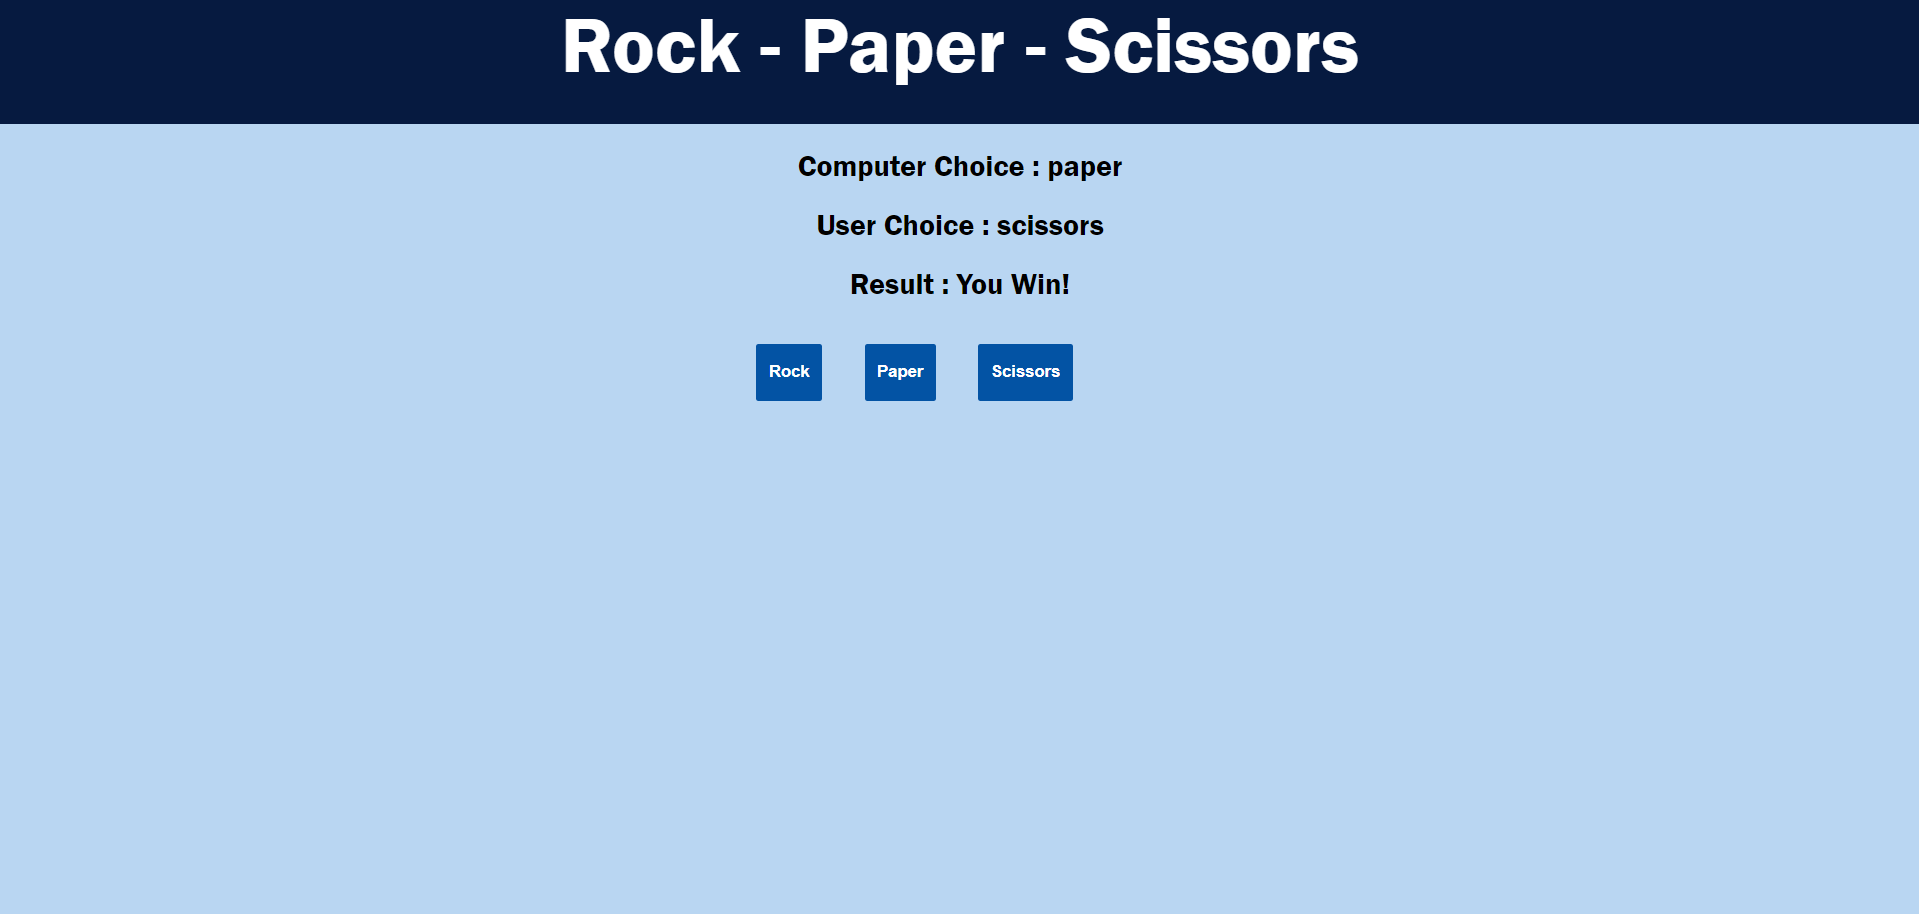 Rock - Paper - Scissors
Computer Choice : paper
User Choice : scissors
Result : You Win!
Rock Paper Scissors